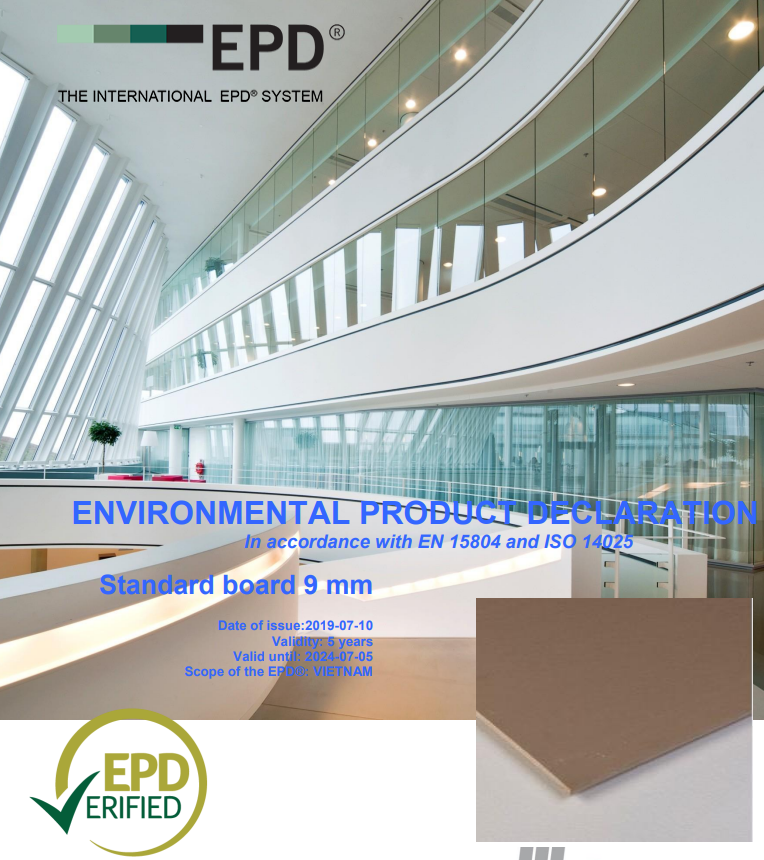 EPD®
THE INTERNATIONAL EPD® SYSTEM
ENVIRONMENTAL PRODUCT DECLARATION
In accordance with EN 15804 and ISO 14025
Standard board 9 mm
Date of issue:2019-07-10
Validity: 5 years
Valid until: 2024-07-05
Scope of the EPD®: VIETNAM
EPD
VERIFIED